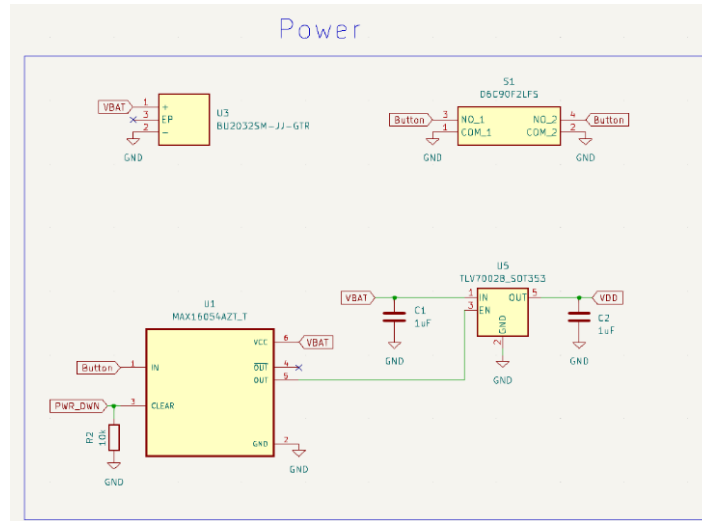 Power
S1
D6C90F2LFS
VBAT 1 +
3 EP
2 -
U3
BU2032SM-JJ-GTR
GND
Button 3 NO_1 NO_2 4 Button
1 COM_1 COM_2 2
GND GND
U5
TLV70028_SOT353
VBAT 1 IN OUT 5 VDD
3 EN
GND
2
C1
1uF
C2
1uF
GND GND GND
U1
MAX16054AZT_T
VCC 6 VBAT
Button 1 IN OUT 4
OUT 5
PWR_DWN 3 CLEAR
R2
10k
GND 2
GND
GND